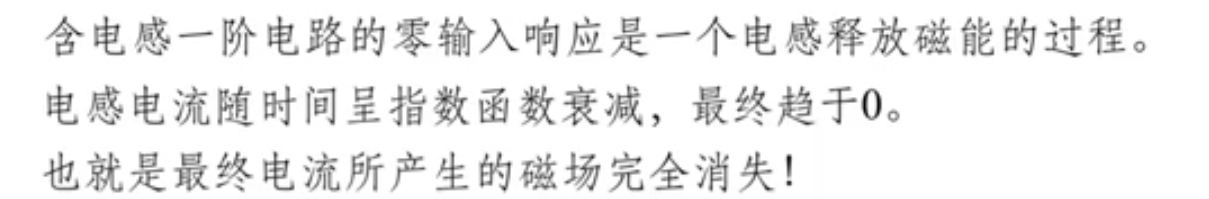 含电感一阶电路的零输入响应是一个电感释放磁能的过程。
电感电流随时间呈指数函数衰减，最终趋于0。
也就是最终电流所产生的磁场完全消失！